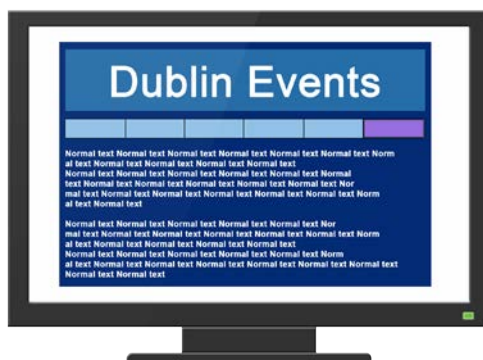 Dublin Events
Normal text Normal text Normal text Normal text Normal text Normal text Norm
al text Normal text Normal text Normal text Normal text
Normal text Normal text Normal text Normal text Normal text Normal
text Normal text Normal text Normal text Normal text Normal text Nor
mal text Normal text Normal text Normal text Normal text Normal text Norm
al text Normal text
Normal text Normal text Normal text Normal text Normal text Nor
mal text Normal text Normal text Normal text Normal text Normal text Norm
al text Normal text Normal text Normal text Normal text
Normal text Normal text Normal text Normal text Normal text Norm
al text Normal text Normal text Normal text Normal text Normal text Normal text
Normal text Normal text